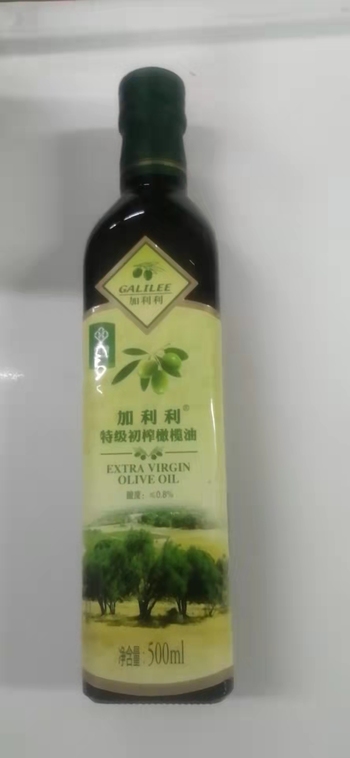 GALILEE
加利利
加利利®
特级初榨橄榄油
EXTRA VIRGIN
OLIVE OIL
酸度：≤0.8%
净含量：500ml